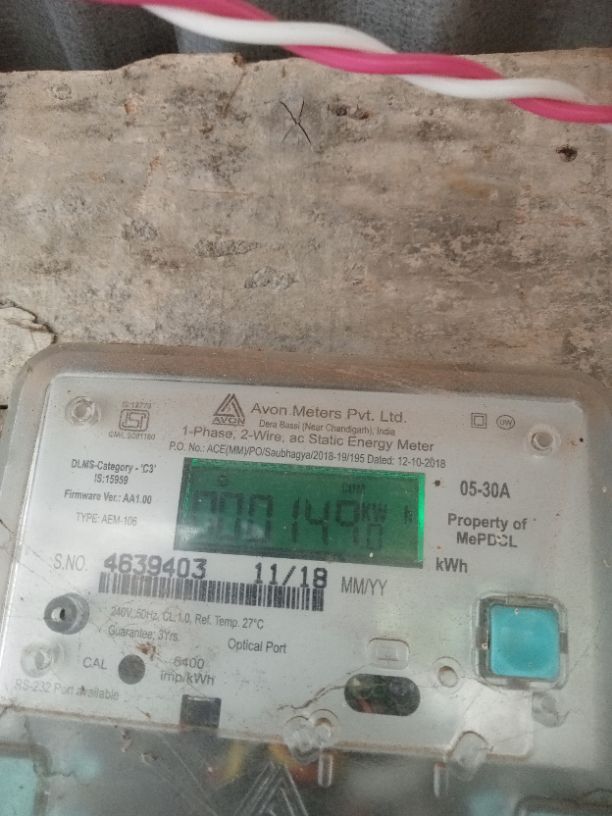 IS:13779
AVON
Avon Meters Pvt. Ltd.
Dera Bassi (Near Chandigarh), India
1-Phase, 2-Wire, ac Static Energy Meter
P.O. No.: ACE(MM)/PO/Saubhagya/2018-19/195 Dated: 12-10-2018
DLMS-Category - 'C3'
IS:15959
Firmware Ver.: AA1.00
TYPE: AEM-106
CUM
kW h
05-30A
Property of
MePDCL
kWh
S.NO. 4639403 11/18 MM/YY
240V, 50Hz, CL 1.0, Ref. Temp. 27°C
Guarantee; 5Yrs.
Optical Port
CAL
6400
imp/kWh
RS-232 Port available